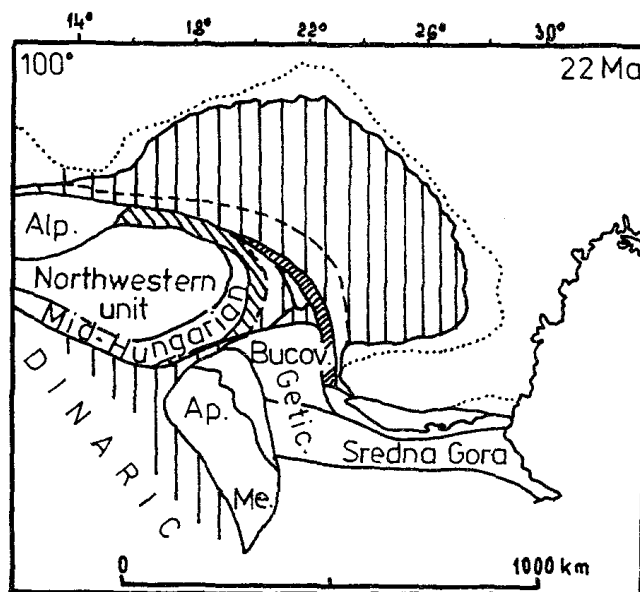 14° 18° 22° 26° 30°
100° 22 Ma
Alp.
Northwestern
unit
Mid-Hungarian
Bucov.
Getic.
Ap.
Sredna Gora
Me.
DINARIC
0 1000 km